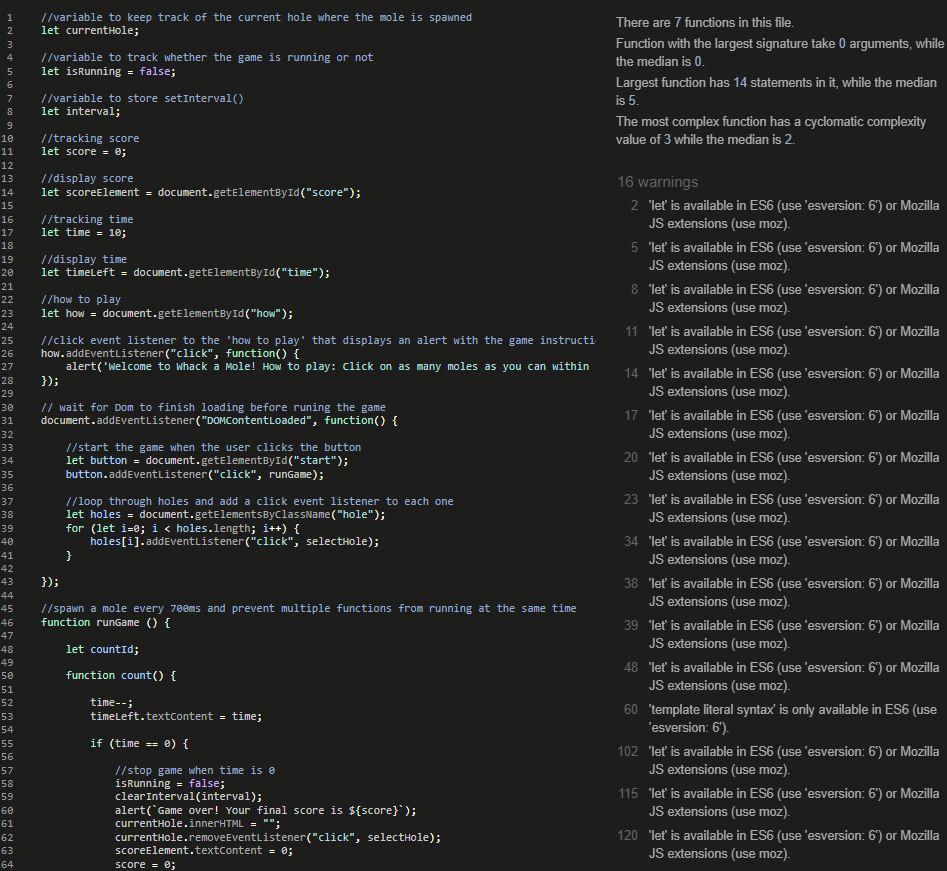 1 //variable to keep track of the current hole where the mole is spawned
2 let currentHole;
3
4 //variable to track whether the game is running or not
5 let isRunning = false;
6
7 //variable to store setInterval()
8 let interval;
9
10 //tracking score
11 let score = 0;
12
13 //display score
14 let scoreElement = document.getElementById("score");
15
16 //tracking time
17 let time = 10;
18
19 //display time
20 let timeLeft = document.getElementById("time");
21
22 //how to play
23 let how = document.getElementById("how");
24
25 //click event listener to the 'how to play' that displays an alert with the game instructi
26 how.addEventListener("click", function() {
27 alert('Welcome to Whack a Mole! How to play: Click on as many moles as you can within
28 });
29
30 // wait for Dom to finish loading before runing the game
31 document.addEventListener("DOMContentLoaded", function() {
32
33 //start the game when the user clicks the button
34 let button = document.getElementById("start");
35 button.addEventListener("click", runGame);
36
37 //loop through holes and add a click event listener to each one
38 let holes = document.getElementsByClassName("hole");
39 for (let i=0; i < holes.length; i++) {
40 holes[i].addEventListener("click", selectHole);
41 }
42
43 });
44
45 //spawn a mole every 700ms and prevent multiple functions from running at the same time
46 function runGame () {
47
48 let countId;
49
50 function count() {
51
52 time--;
53 timeLeft.textContent = time;
54
55 if (time == 0) {
56
57 //stop game when time is 0
58 isRunning = false;
59 clearInterval(interval);
60 alert(`Game over! Your final score is ${score}`);
61 currentHole.innerHTML = "";
62 currentHole.removeEventListener("click", selectHole);
63 scoreElement.textContent = 0;
64 score = 0;
There are 7 functions in this file.
Function with the largest signature take 0 arguments, while
the median is 0.
Largest function has 14 statements in it, while the median
is 5.
The most complex function has a cyclomatic complexity
value of 3 while the median is 2.
16 warnings
2 'let' is available in ES6 (use 'esversion: 6') or Mozilla
JS extensions (use moz).
5 'let' is available in ES6 (use 'esversion: 6') or Mozilla
JS extensions (use moz).
8 'let' is available in ES6 (use 'esversion: 6') or Mozilla
JS extensions (use moz).
11 'let' is available in ES6 (use 'esversion: 6') or Mozilla
JS extensions (use moz).
14 'let' is available in ES6 (use 'esversion: 6') or Mozilla
JS extensions (use moz).
17 'let' is available in ES6 (use 'esversion: 6') or Mozilla
JS extensions (use moz).
20 'let' is available in ES6 (use 'esversion: 6') or Mozilla
JS extensions (use moz).
23 'let' is available in ES6 (use 'esversion: 6') or Mozilla
JS extensions (use moz).
34 'let' is available in ES6 (use 'esversion: 6') or Mozilla
JS extensions (use moz).
38 'let' is available in ES6 (use 'esversion: 6') or Mozilla
JS extensions (use moz).
39 'let' is available in ES6 (use 'esversion: 6') or Mozilla
JS extensions (use moz).
48 'let' is available in ES6 (use 'esversion: 6') or Mozilla
JS extensions (use moz).
60 'template literal syntax' is only available in ES6 (use
'esversion: 6').
102 'let' is available in ES6 (use 'esversion: 6') or Mozilla
JS extensions (use moz).
115 'let' is available in ES6 (use 'esversion: 6') or Mozilla
JS extensions (use moz).
120 'let' is available in ES6 (use 'esversion: 6') or Mozilla
JS extensions (use moz).